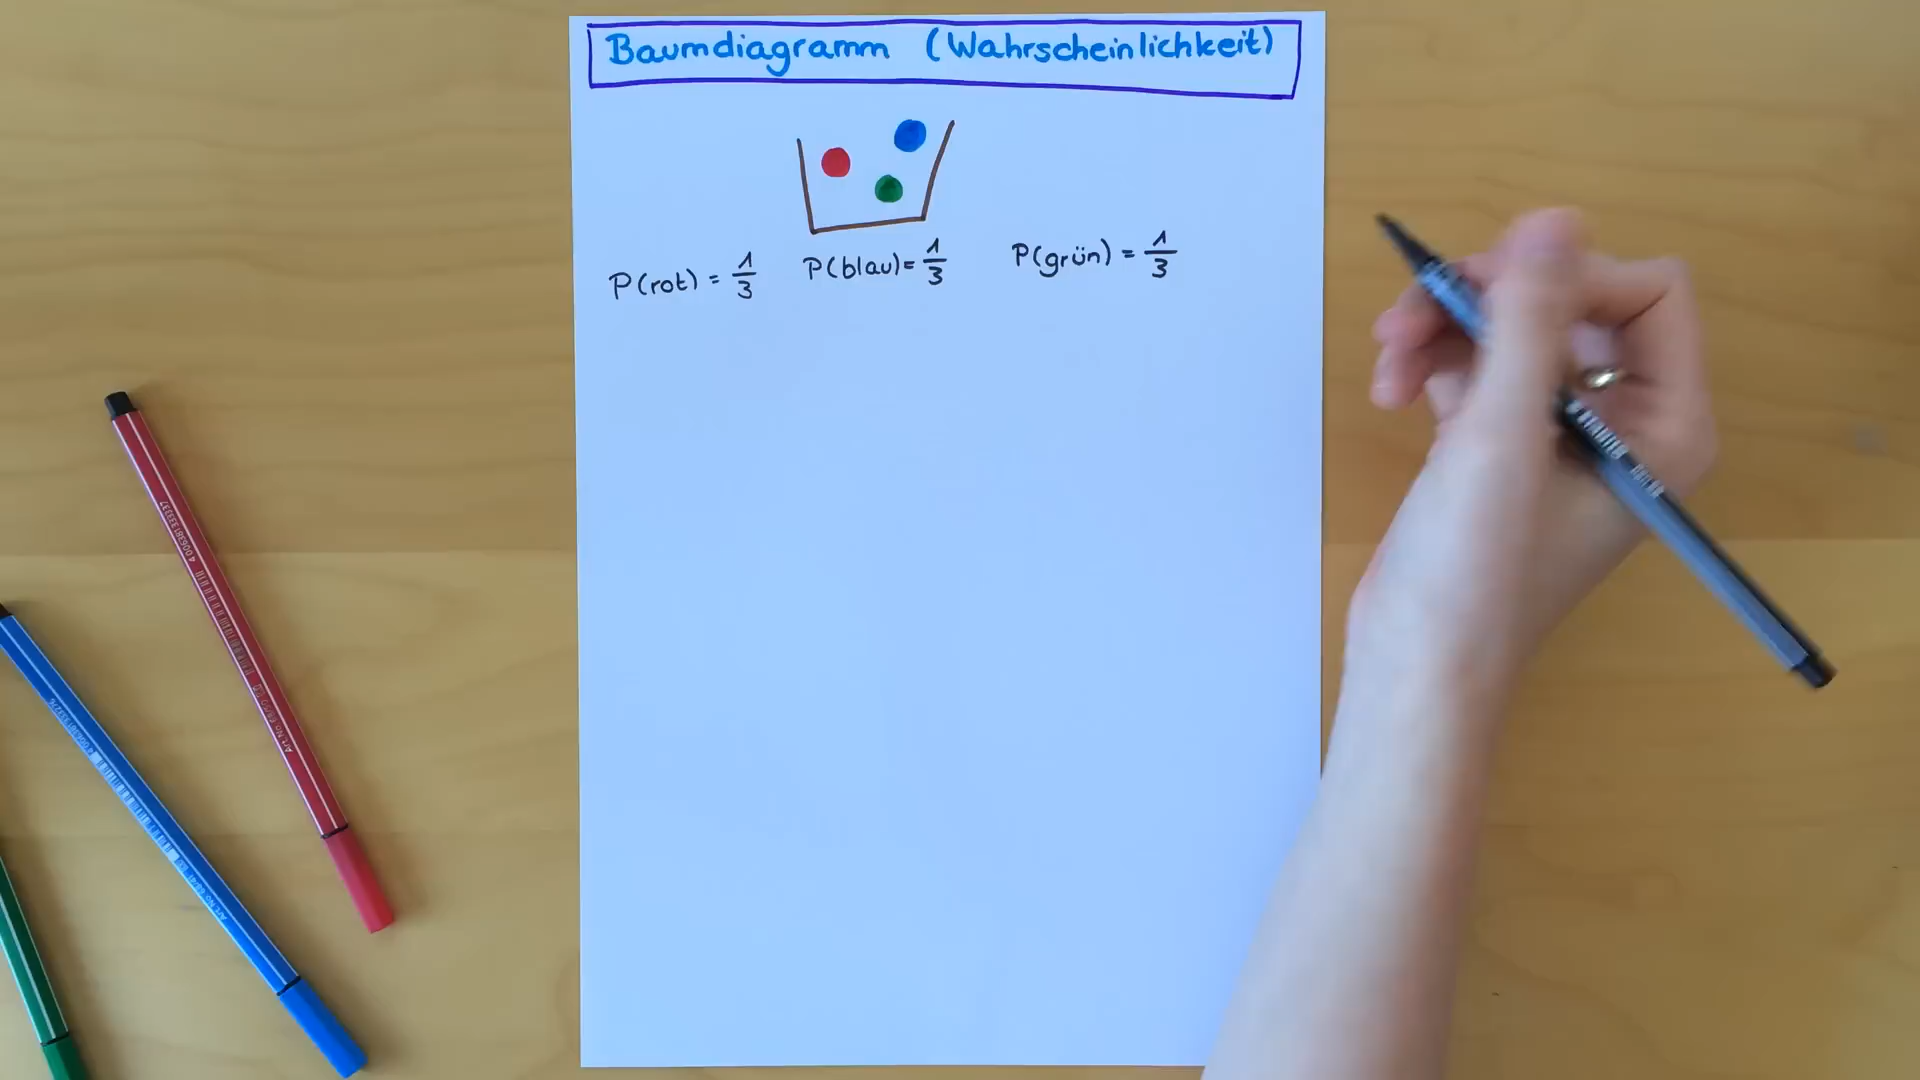 Baumdiagramm (Wahrscheinlichkeit)
P(rot) = 1/3 P(blau) = 1/3 P(grün) = 1/3